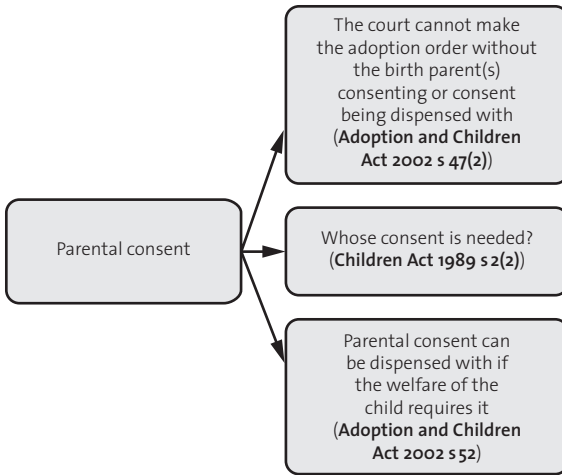 The court cannot make
the adoption order without
the birth parent(s)
consenting or consent
being dispensed with
(Adoption and Children
Act 2002 s 47(2))
Parental consent
Whose consent is needed?
(Children Act 1989 s 2(2))
Parental consent can
be dispensed with if
the welfare of the
child requires it
(Adoption and Children
Act 2002 s 52)